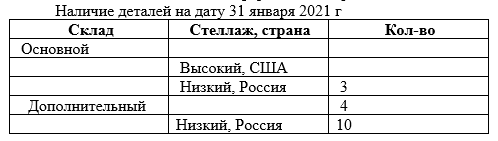 Наличие деталей на дату 31 января 2021 г
Склад Стеллаж, страна Кол-во
Основной
Высокий, США
Низкий, Россия 3
Дополнительный 4
Низкий, Россия 10